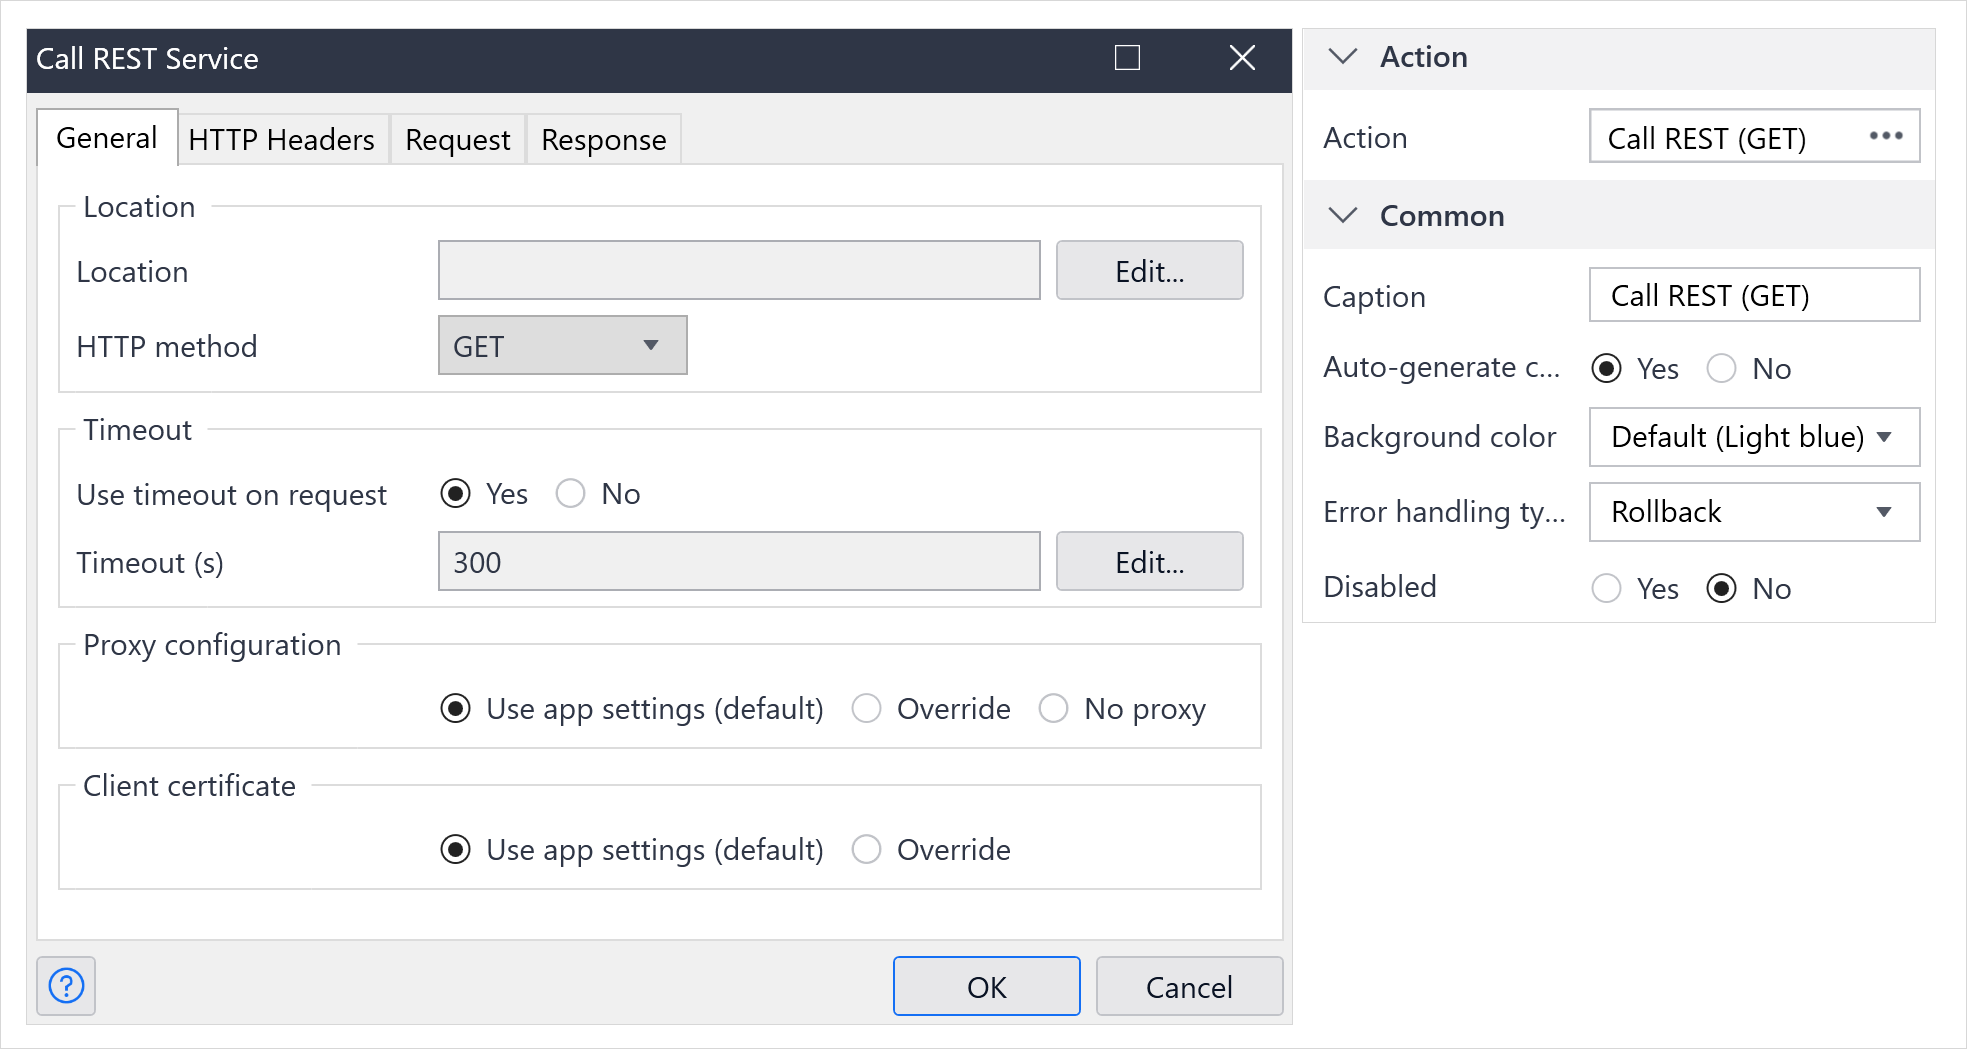 Call REST Service
General
HTTP Headers
Request
Response
Location
Location
Edit...
HTTP method
GET
Timeout
Use timeout on request
Yes
No
Timeout (s)
300
Edit...
Proxy configuration
Use app settings (default)
Override
No proxy
Client certificate
Use app settings (default)
Override
?
OK
Cancel
Action
Action
Call REST (GET)
•••
Common
Caption
Call REST (GET)
Auto-generate c...
Yes
No
Background color
Default (Light blue)
Error handling ty...
Rollback
Disabled
Yes
No